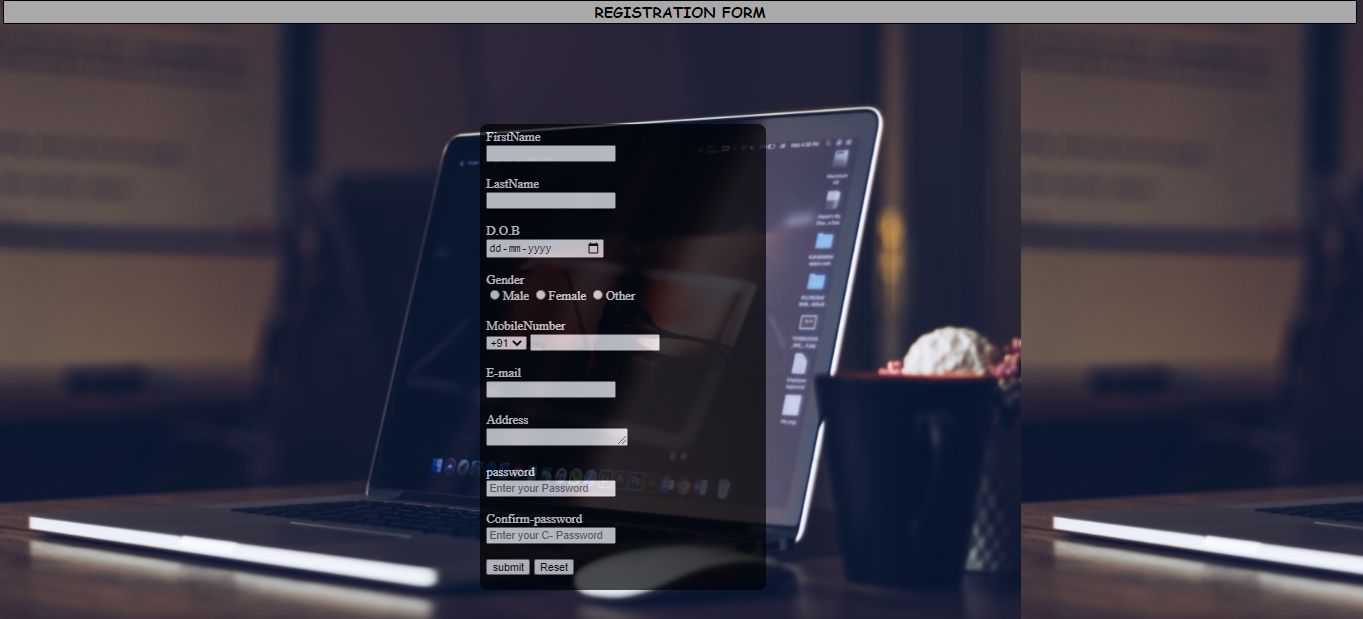 REGISTRATION FORM
FirstName
LastName
D.O.B
dd-mm-yyyy
Gender
Male Female Other
MobileNumber
+91
E-mail
Address
password
Enter your Password
Confirm-password
Enter your C- Password
submit Reset